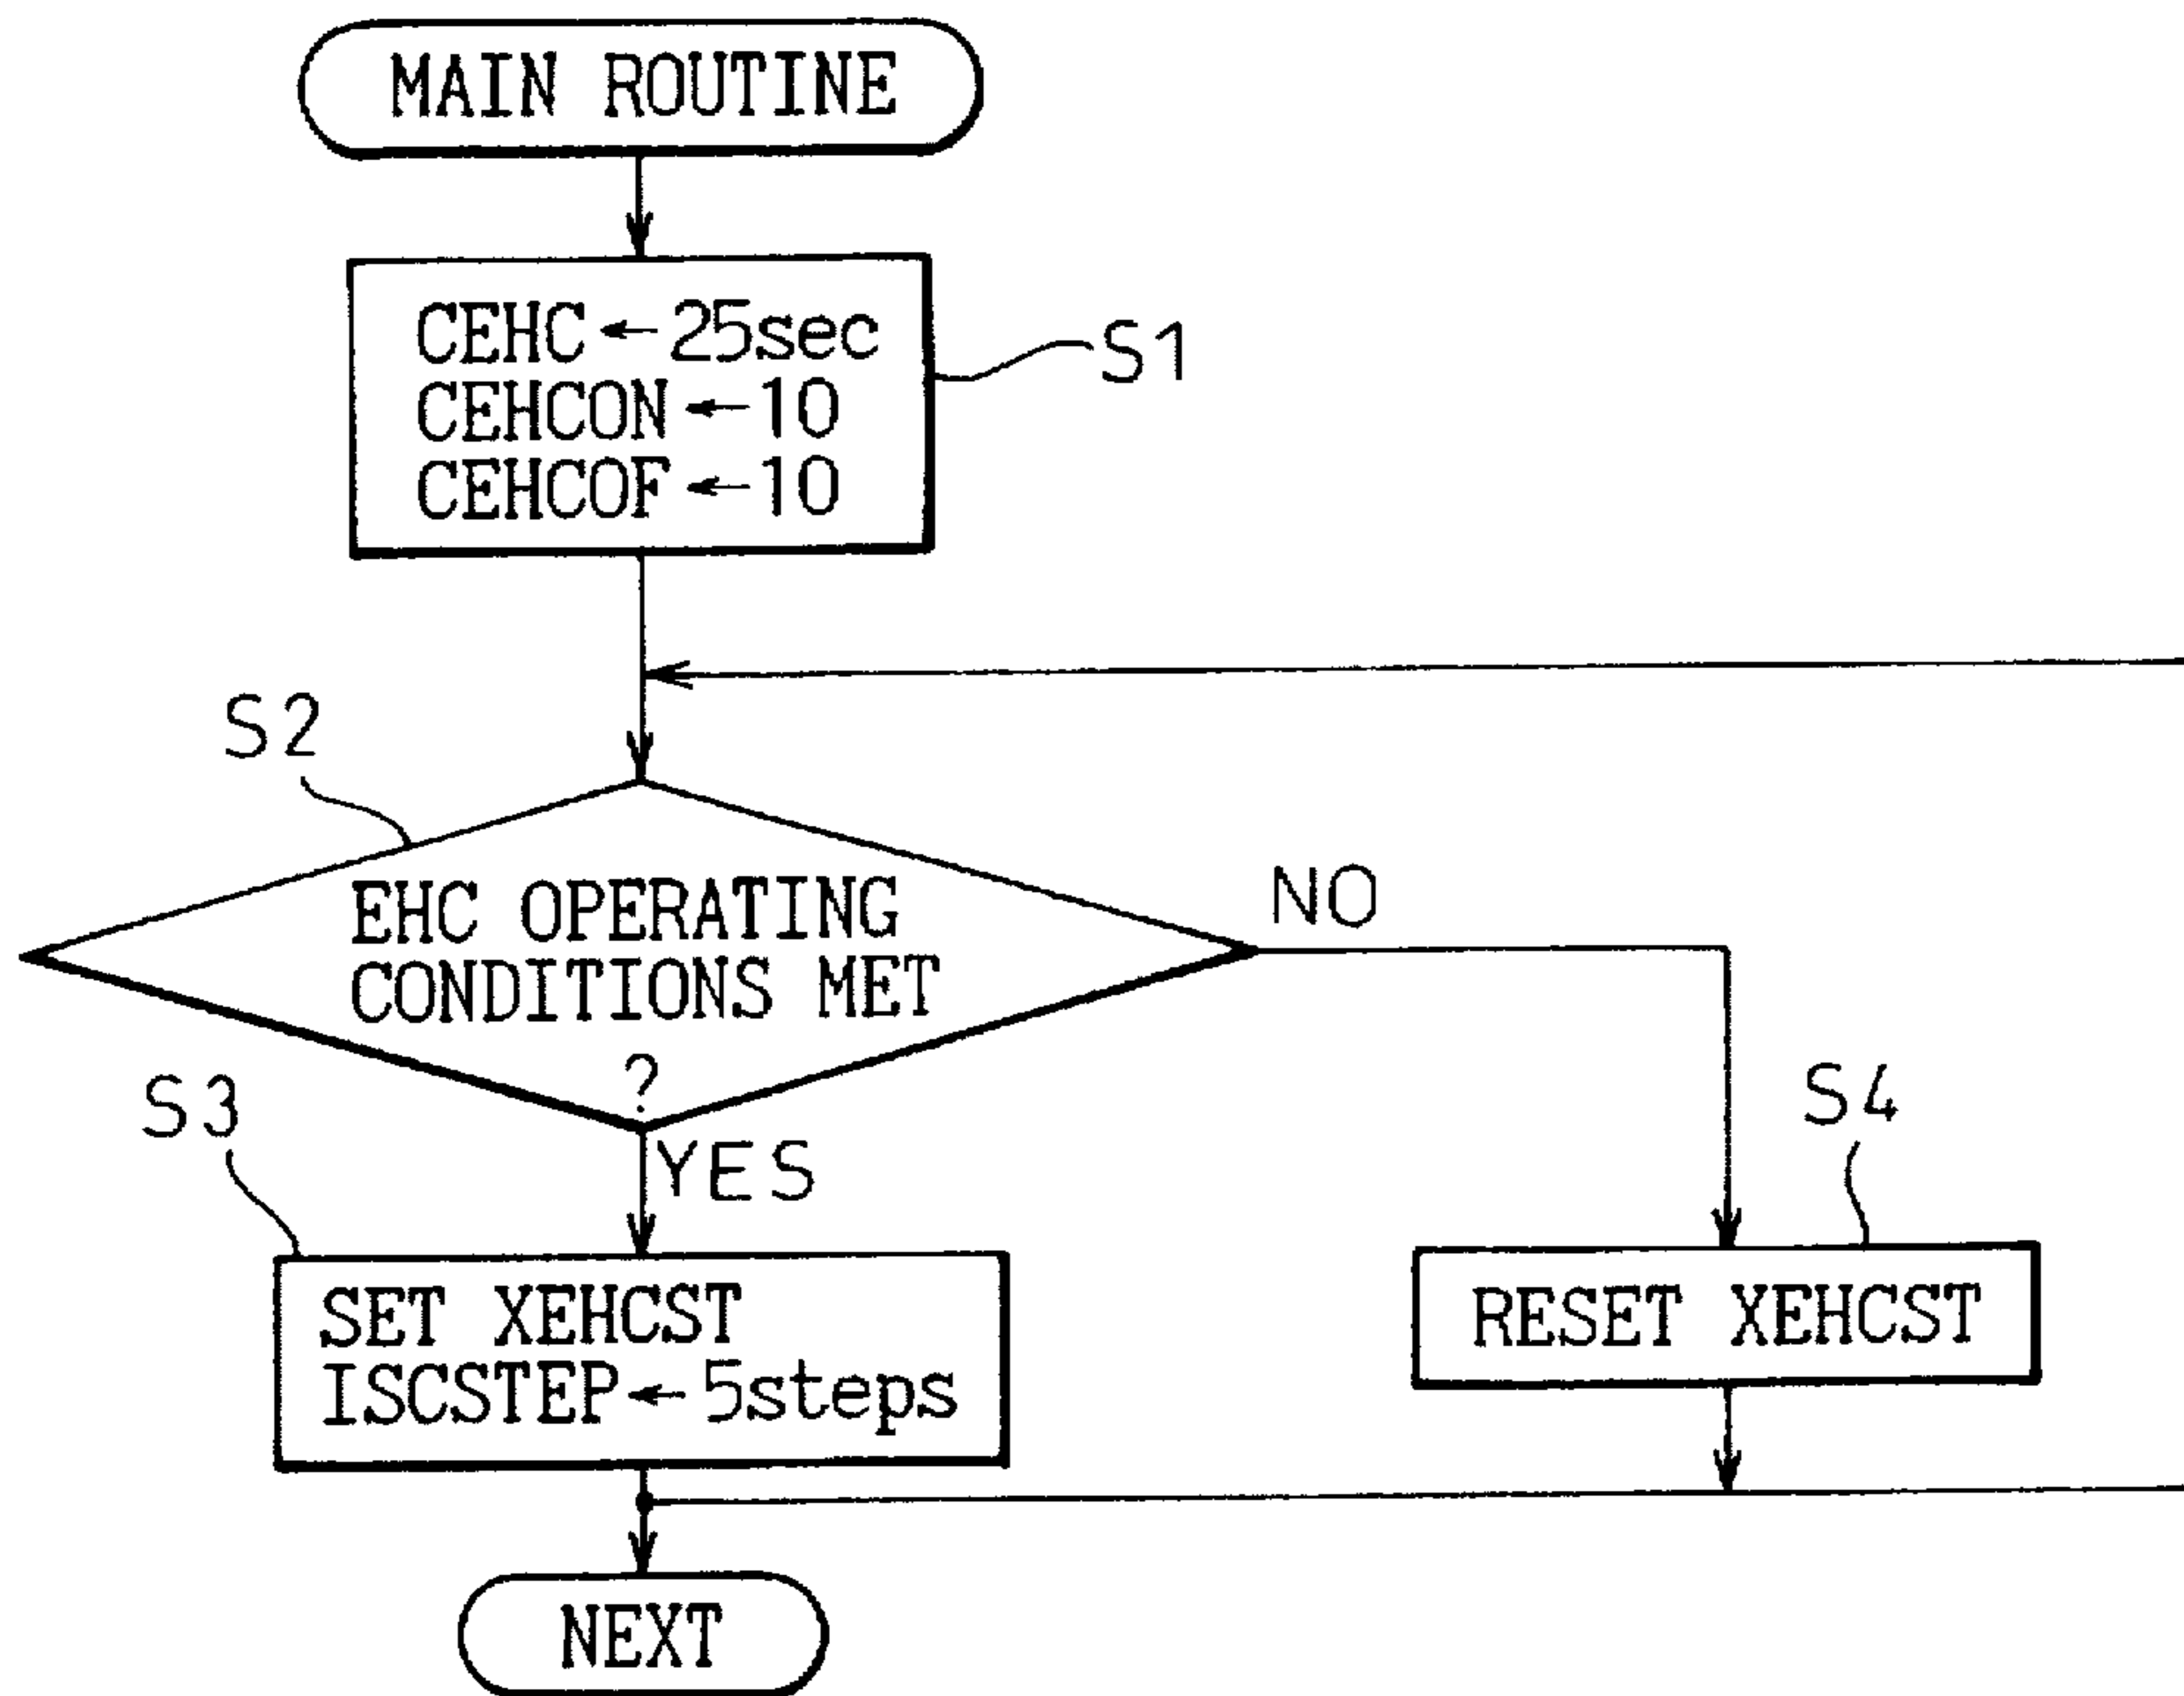 MAIN ROUTINE
CEHC ← 25sec
CEHCON ← 10
CEHCOF ← 10
S1
S2
EHC OPERATING
CONDITIONS MET
?
NO
YES
S3
SET XEHCST
ISCSTEP ← 5steps
S4
RESET XEHCST
NEXT